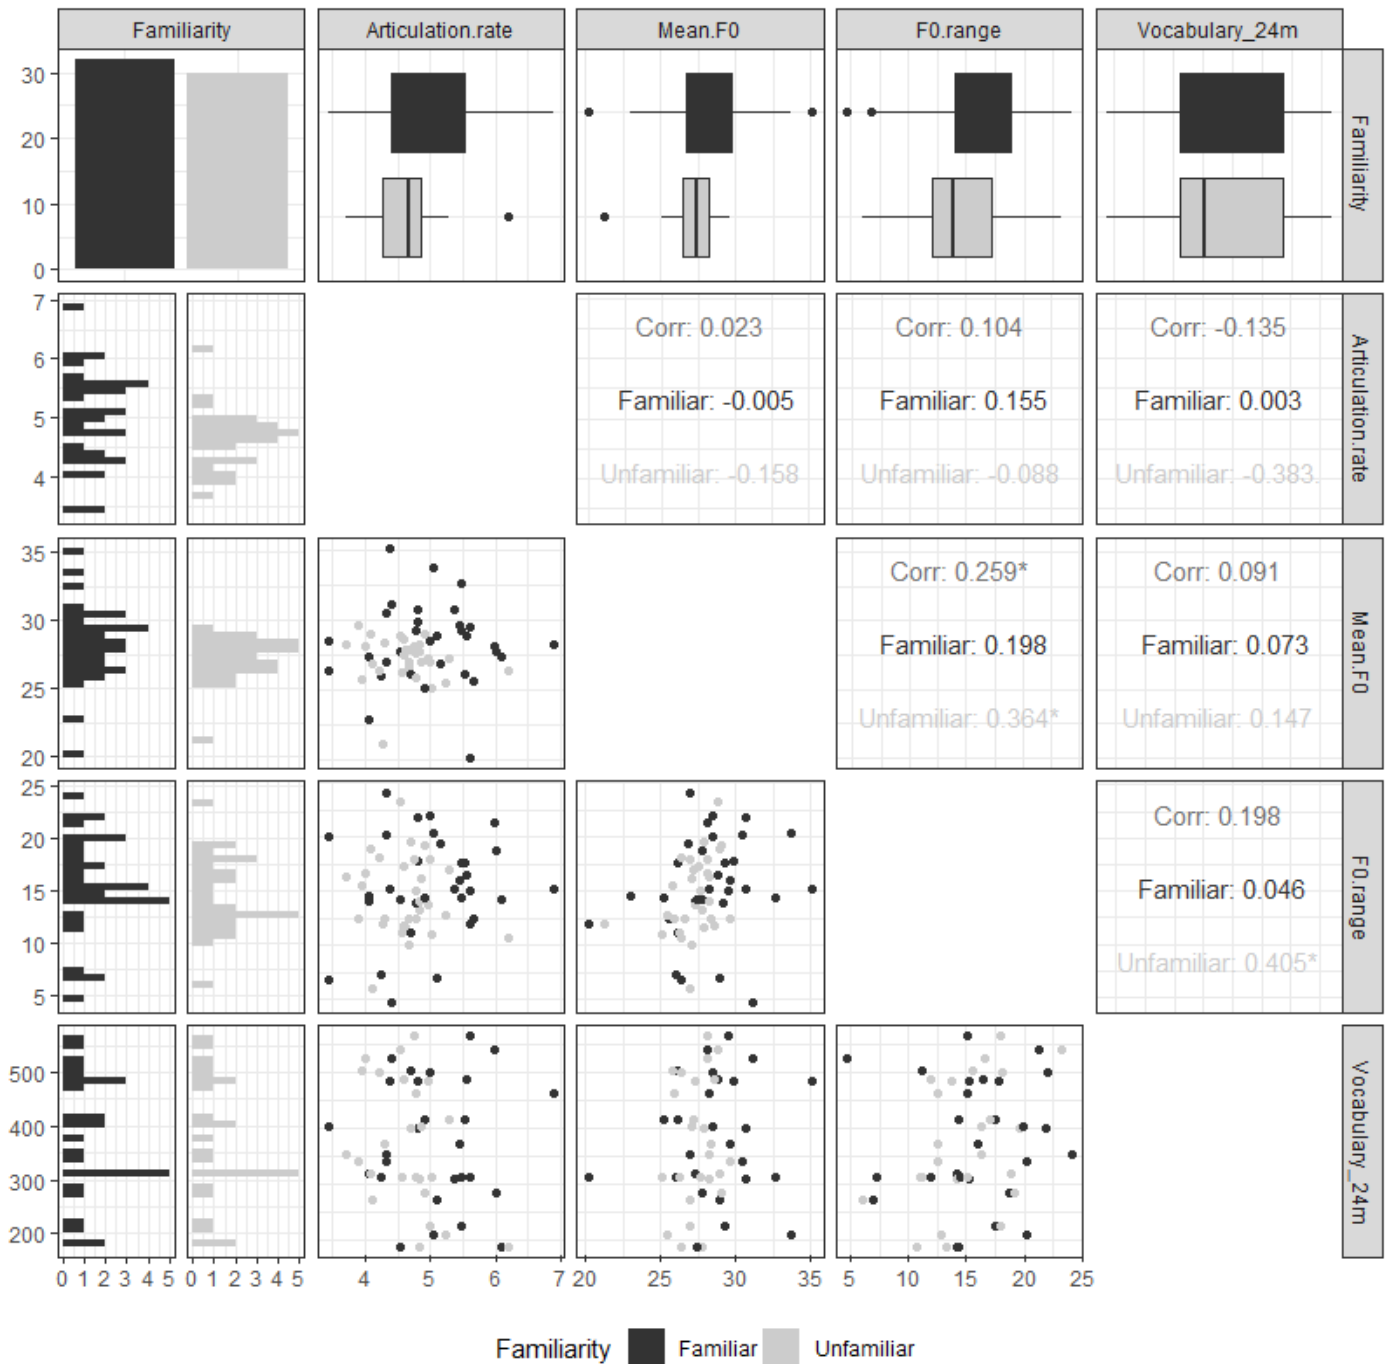 Familiarity Articulation.rate Mean.F0 F0.range Vocabulary_24m
30
20
10
0
Familiarity
7
6
5
4
Corr: 0.023 Corr: 0.104 Corr: -0.135
Familiar: -0.005 Familiar: 0.155 Familiar: 0.003
Unfamiliar: -0.158 Unfamiliar: -0.088 Unfamiliar: -0.383.
Articulation.rate
35
30
25
20
Corr: 0.259* Corr: 0.091
Familiar: 0.198 Familiar: 0.073
Unfamiliar: 0.364* Unfamiliar: 0.147
Mean.F0
25
20
15
10
5
Corr: 0.198
Familiar: 0.046
Unfamiliar: 0.405*
F0.range
500
400
300
200
Vocabulary_24m
0 1 2 3 4 5 0 1 2 3 4 5 4 5 6 7 20 25 30 35 5 10 15 20 25
Familiarity Familiar Unfamiliar